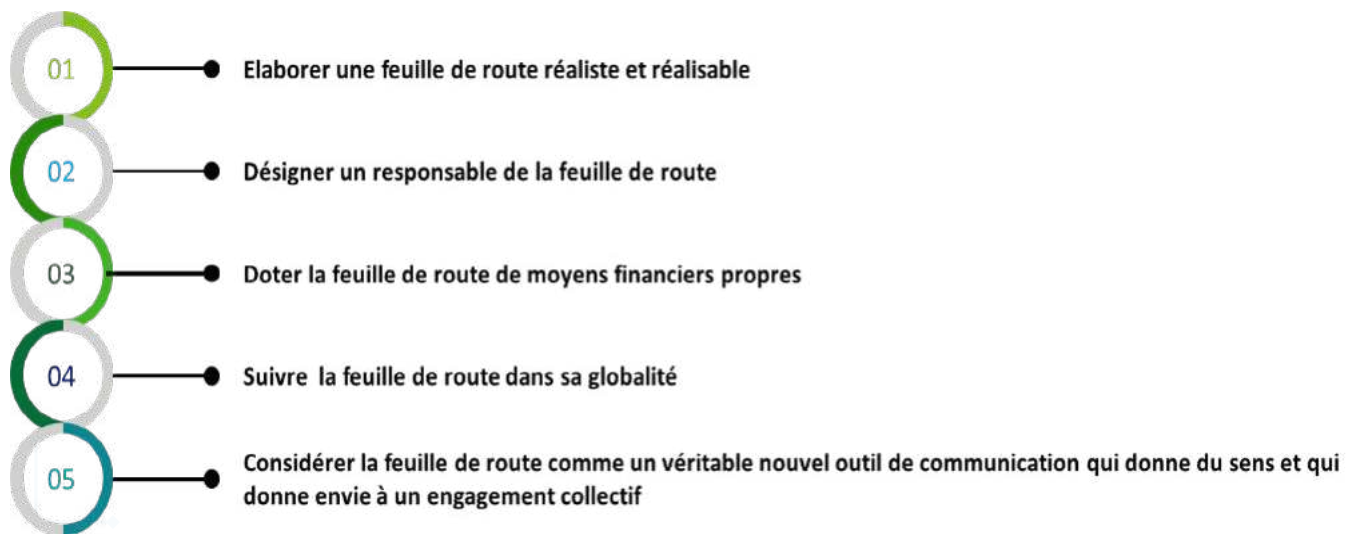 01 Elaborer une feuille de route réaliste et réalisable
02 Désigner un responsable de la feuille de route
03 Doter la feuille de route de moyens financiers propres
04 Suivre la feuille de route dans sa globalité
05 Considérer la feuille de route comme un véritable nouvel outil de communication qui donne du sens et qui
donne envie à un engagement collectif